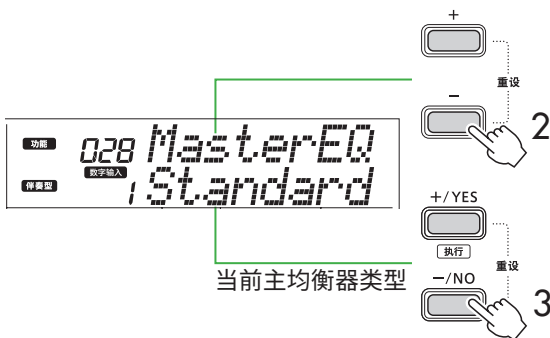 +
重设
−
2
功能 028 MasterEQ
数字输入
伴奏型 1 Standard
+/YES
执行
重设
当前主均衡器类型
−/NO
3